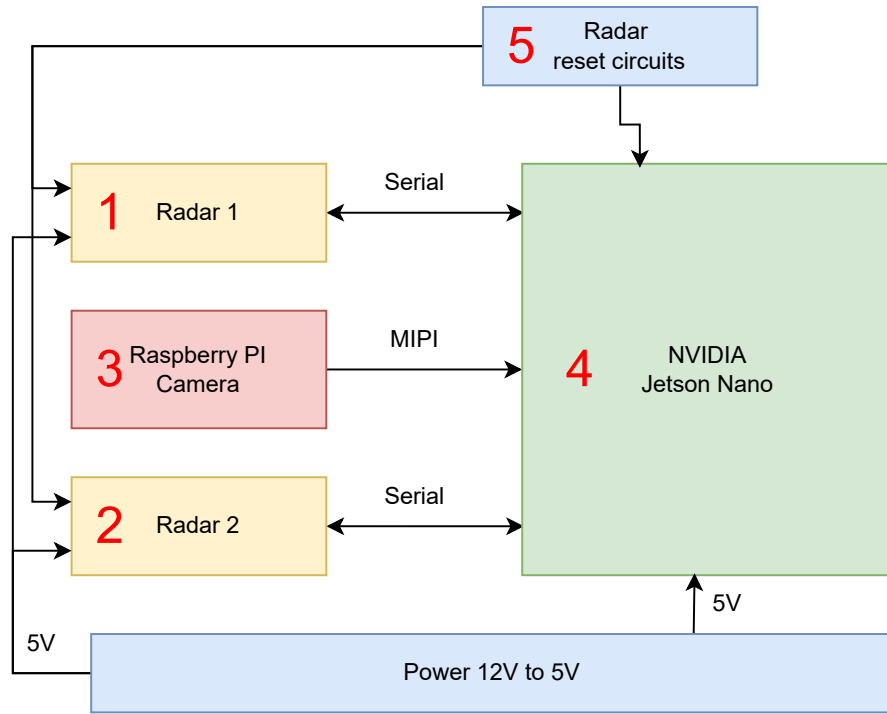 5
Radar
reset circuits
1
Radar 1
Serial
3
Raspberry PI
Camera
MIPI
4
NVIDIA
Jetson Nano
2
Radar 2
Serial
5V
5V
Power 12V to 5V